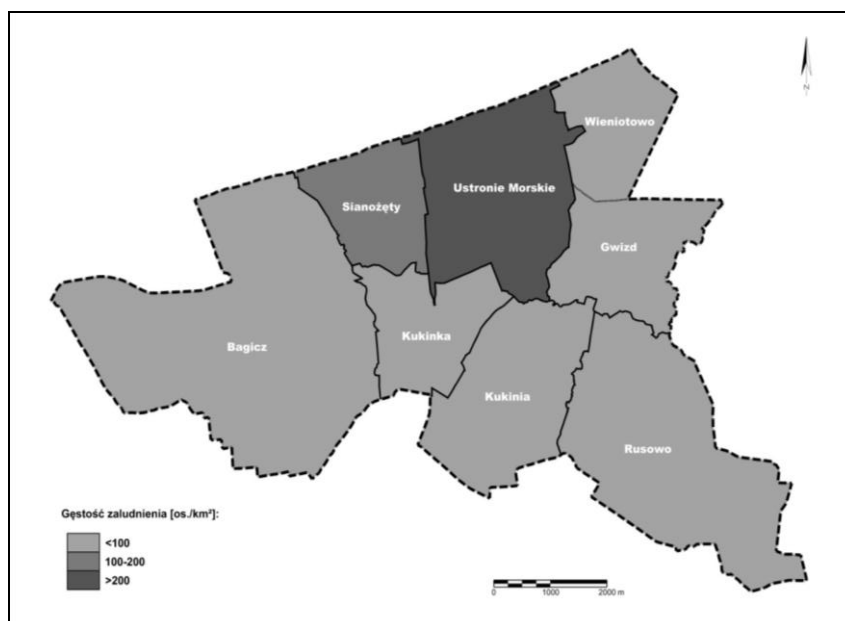 N
Wieniotowo
Ustronie Morskie
Sianożęty
Gwizd
Kukinka
Bagicz
Kukinia
Rusowo
Gęstość zaludnienia [os./km²]:
<100
100-200
>200
0 1000 2000 m